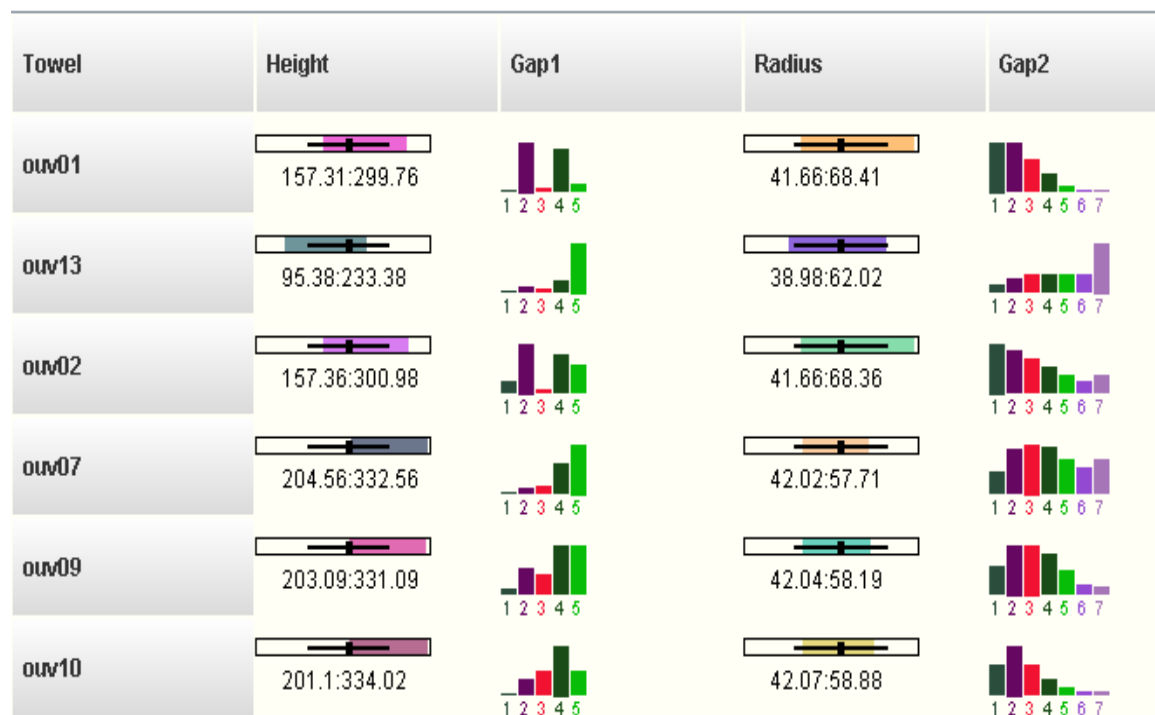 Towel Height Gap1 Radius Gap2
ouv01 157.31:299.76 1 2 3 4 5 41.66:68.41 1 2 3 4 5 6 7
ouv13 95.38:233.38 1 2 3 4 5 38.98:62.02 1 2 3 4 5 6 7
ouv02 157.36:300.98 1 2 3 4 5 41.66:68.36 1 2 3 4 5 6 7
ouv07 204.56:332.56 1 2 3 4 5 42.02:57.71 1 2 3 4 5 6 7
ouv09 203.09:331.09 1 2 3 4 5 42.04:58.19 1 2 3 4 5 6 7
ouv10 201.1:334.02 1 2 3 4 5 42.07:58.88 1 2 3 4 5 6 7